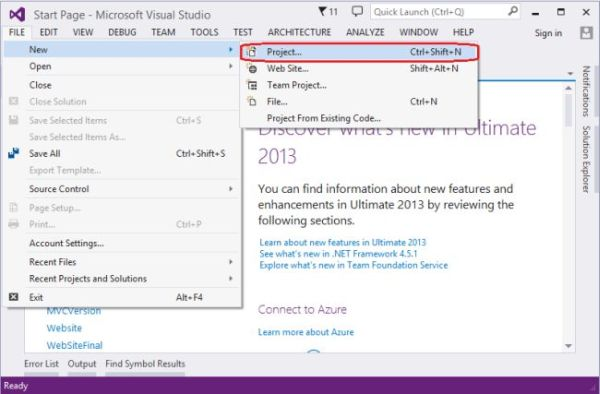 Start Page - Microsoft Visual Studio
11
Quick Launch (Ctrl+Q)
FILE EDIT VIEW DEBUG TEAM TOOLS TEST ARCHITECTURE ANALYZE WINDOW HELP Sign in
New
Open
Close
Close Solution
Save Selected Items Ctrl+S
Save Selected Items As...
Save All Ctrl+Shift+S
Export Template...
Source Control
Page Setup...
Print... Ctrl+P
Account Settings...
Recent Files
Recent Projects and Solutions
Exit Alt+F4
Project... Ctrl+Shift+N
Web Site... Shift+Alt+N
Team Project...
File... Ctrl+N
Project From Existing Code...
Discover what's new in Ultimate
2013
You can find information about new features and
enhancements in Ultimate 2013 by reviewing the
following sections.
Learn about new features in Ultimate 2013
See what's new in .NET Framework 4.5.1
Explore what's new in Team Foundation Service
Connect to Azure
Learn more about Azure
MVCVersion
Website
WebSiteFinal
Notifications
Solution Explorer
Error List Output Find Symbol Results
Ready